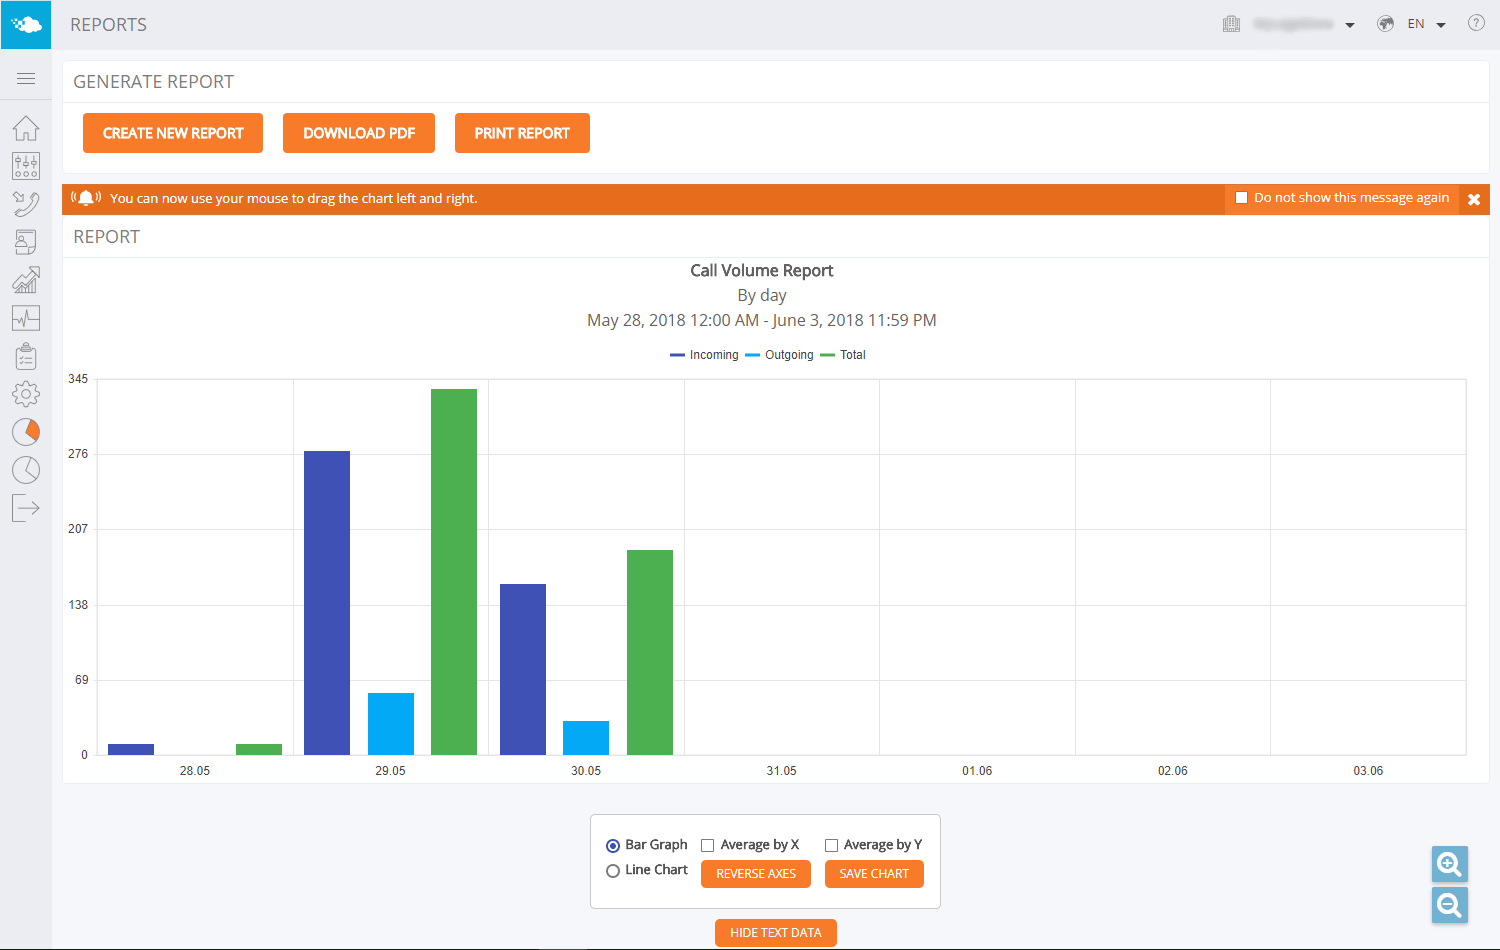 REPORTS
EN
?
GENERATE REPORT
CREATE NEW REPORT DOWNLOAD PDF PRINT REPORT
You can now use your mouse to drag the chart left and right. Do not show this message again
REPORT
Call Volume Report
By day
May 28, 2018 12:00 AM - June 3, 2018 11:59 PM
Incoming Outgoing Total
345
276
207
138
69
0
28.05 29.05 30.05 31.05 01.06 02.06 03.06
Bar Graph Average by X Average by Y
Line Chart REVERSE AXES SAVE CHART
HIDE TEXT DATA